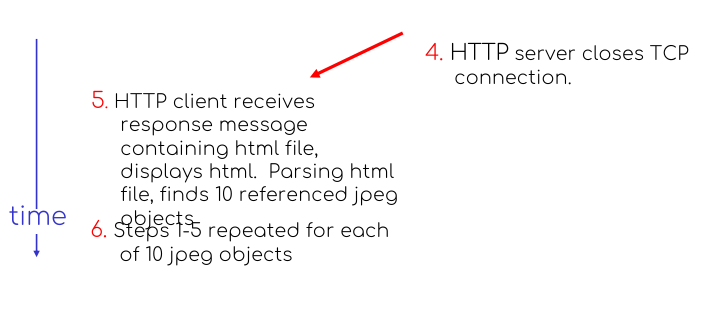 4. HTTP server closes TCP
connection.
5. HTTP client receives
response message
containing html file,
displays html.  Parsing html
file, finds 10 referenced jpeg
objects
time
6. Steps 1-5 repeated for each
of 10 jpeg objects